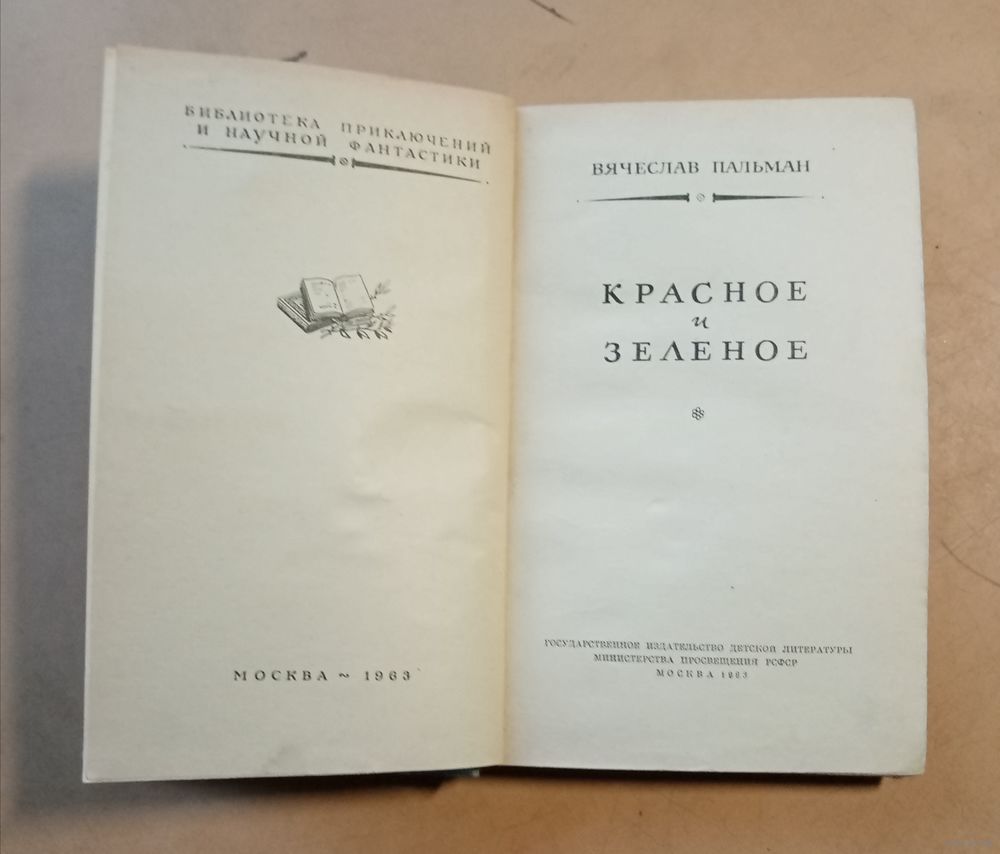 БИБЛИОТЕКА ПРИКЛЮЧЕНИЙ
И НАУЧНОЙ ФАНТАСТИКИ
МОСКВА ~ 1963
ВЯЧЕСЛАВ ПАЛЬМАН
КРАСНОЕ
и
ЗЕЛЕНОЕ
ГОСУДАРСТВЕННОЕ ИЗДАТЕЛЬСТВО ДЕТСКОЙ ЛИТЕРАТУРЫ
МИНИСТЕРСТВА ПРОСВЕЩЕНИЯ РСФСР
МОСКВА 1963